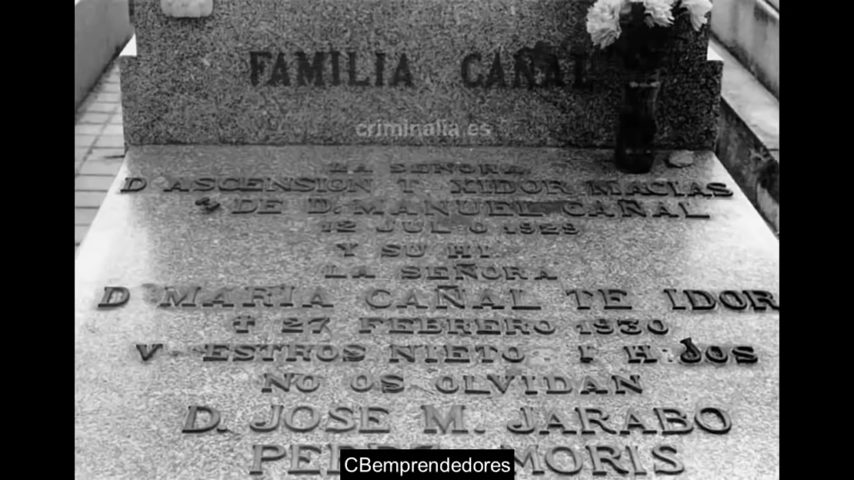 FAMILIA CAÑAL
criminalia.es
LA SEÑORA
Dª ASCENSION T XIDOR MACIAS
DE D. MANUEL CAÑAL
12 JUL O 1929
Y SU HI
LA SEÑORA
D MARIA CAÑAL TE IDOR
✝ 27 FEBRERO 1930
V ESTROS NIETO I H JOS
NO OS OLVIDAN
D. JOSE M. JARABO
MORIS
CBemprendedores